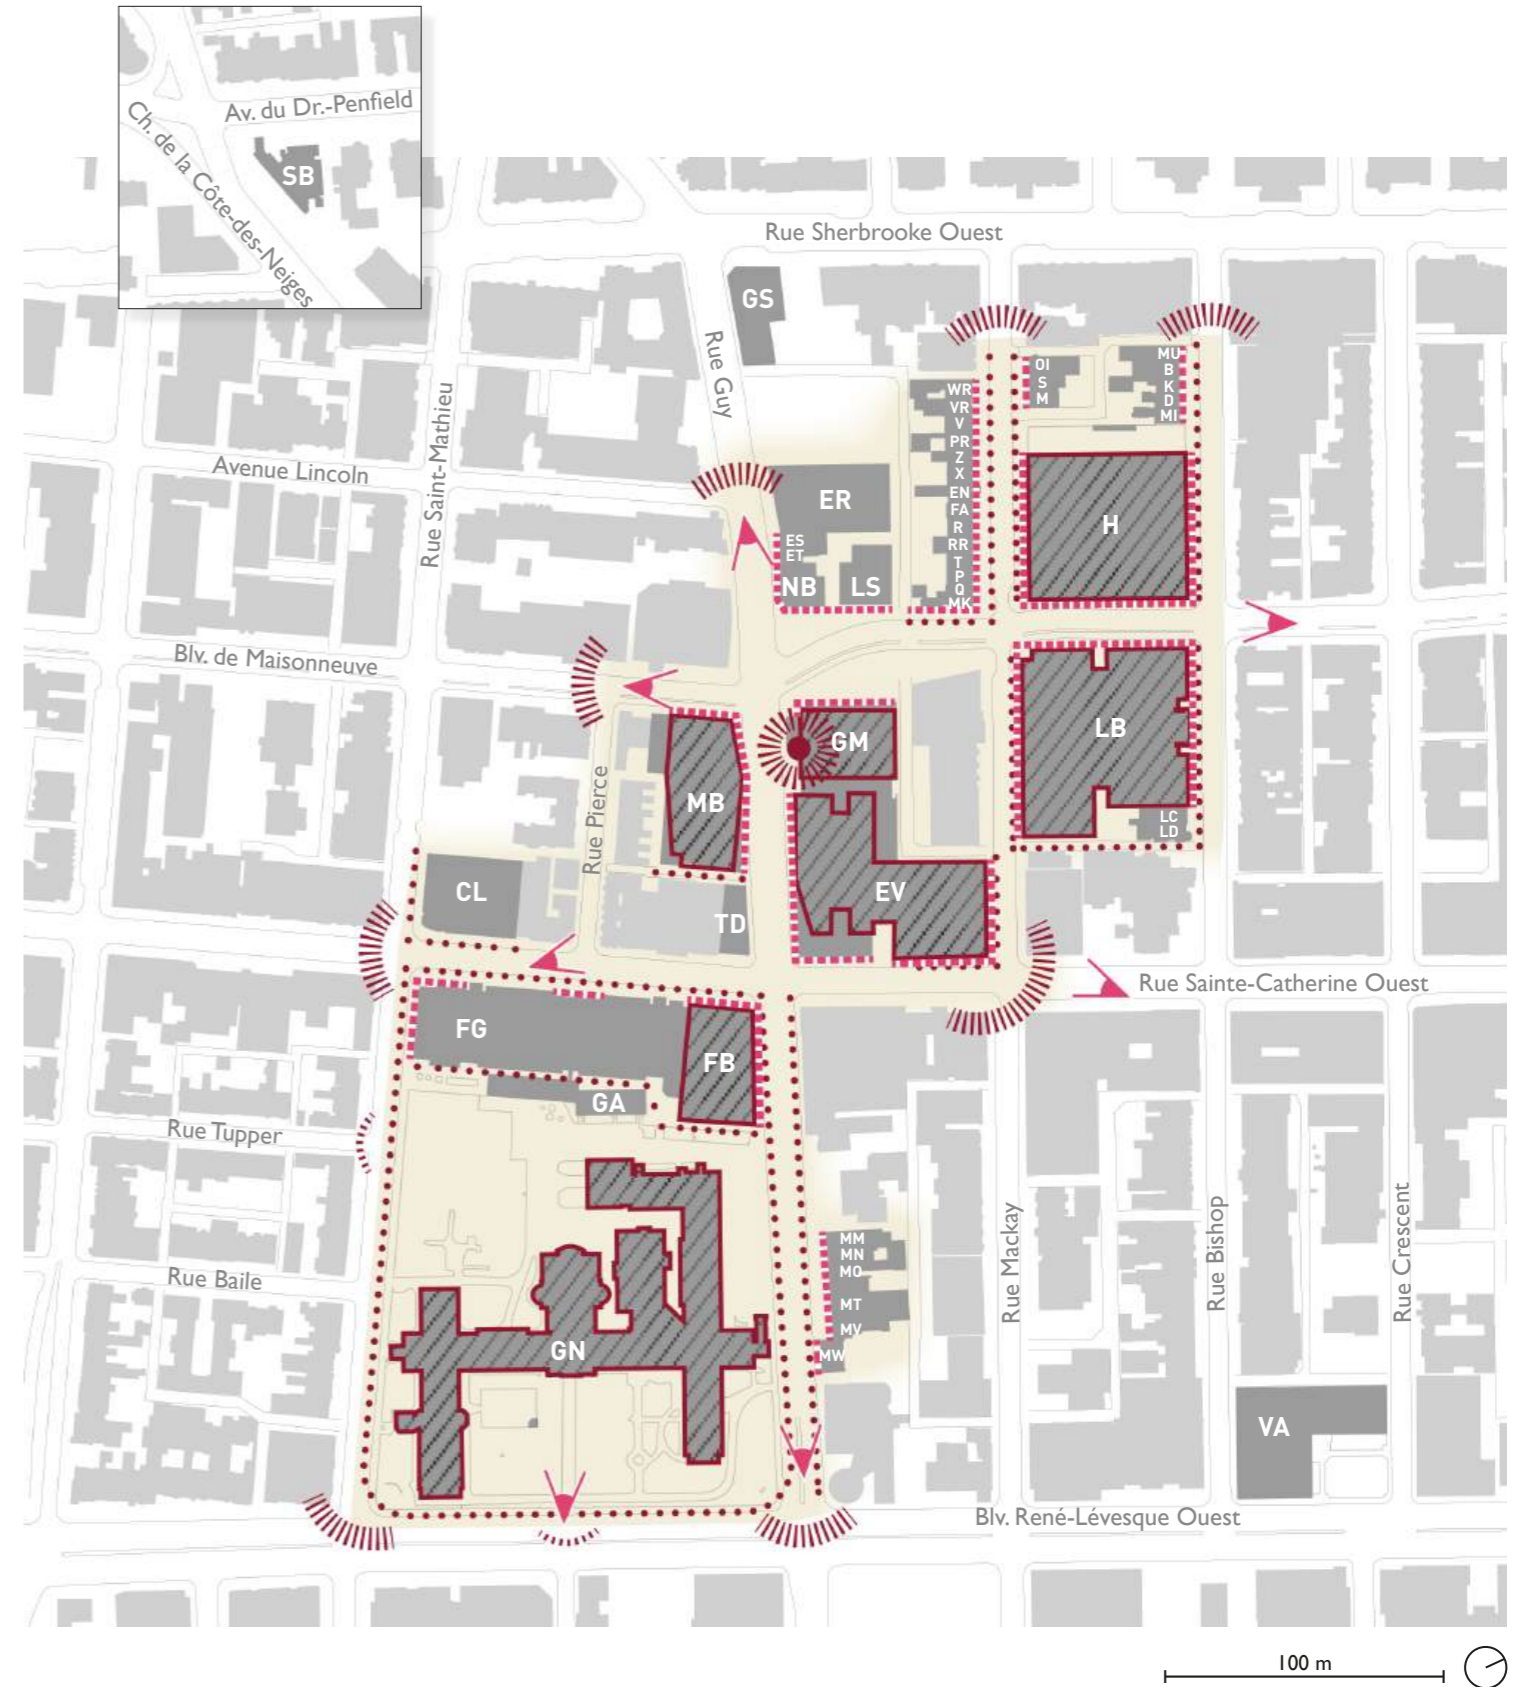 Av. du Dr.-Penfield
Ch. de la Côte-des-Neiges
SB
Rue Sherbrooke Ouest
GS
Rue Guy
OI
S
M
MU
B
K
D
MI
WR
VR
V
PR
Z
X
EN
FA
R
RR
T
P
Q
MK
Rue Saint-Mathieu
Avenue Lincoln
ER
ES
ET
NB
LS
H
Blv. de Maisonneuve
GM
LB
MB
Rue Pierce
LC
LD
CL
EV
TD
Rue Sainte-Catherine Ouest
FG
FB
GA
Rue Tupper
Rue Baile
MM
MN
MO
MT
MV
MW
Rue Mackay
Rue Bishop
Rue Crescent
GN
VA
Blv. René-Lévesque Ouest
100 m